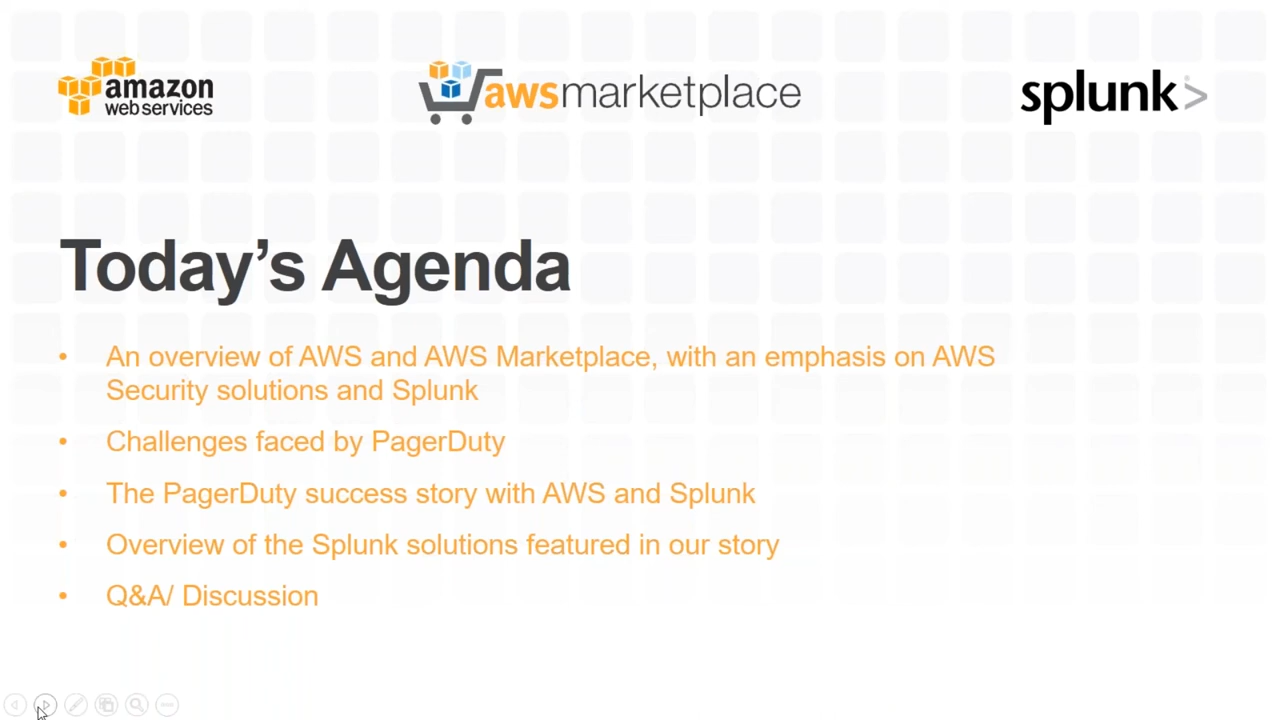 amazon
web services
awsmarketplace
splunk>
Today’s Agenda
• An overview of AWS and AWS Marketplace, with an emphasis on AWS
Security solutions and Splunk
• Challenges faced by PagerDuty
• The PagerDuty success story with AWS and Splunk
• Overview of the Splunk solutions featured in our story
• Q&A/ Discussion